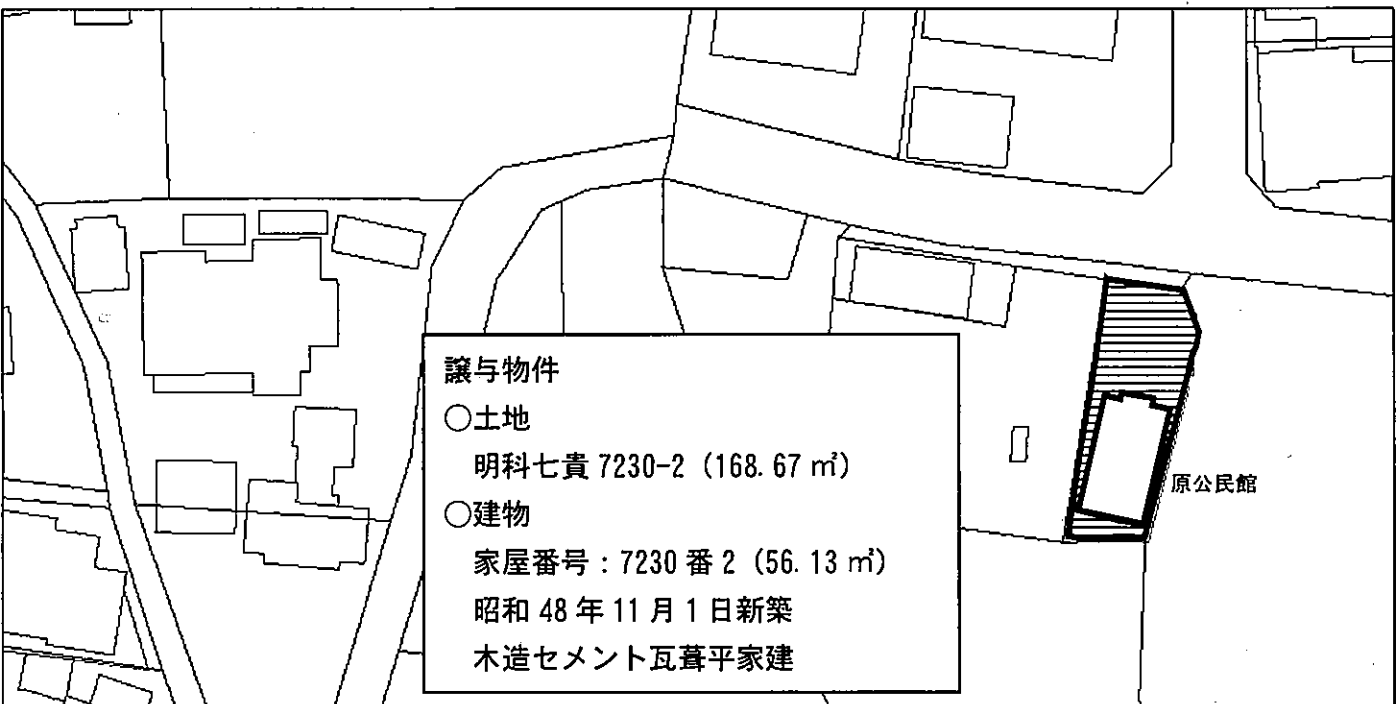 譲与物件
○土地
明科七貴 7230-2（168.67 ㎡）
○建物
家屋番号：7230 番 2（56.13 ㎡）
昭和 48 年 11 月 1 日新築
木造セメント瓦葺平家建
原公民館